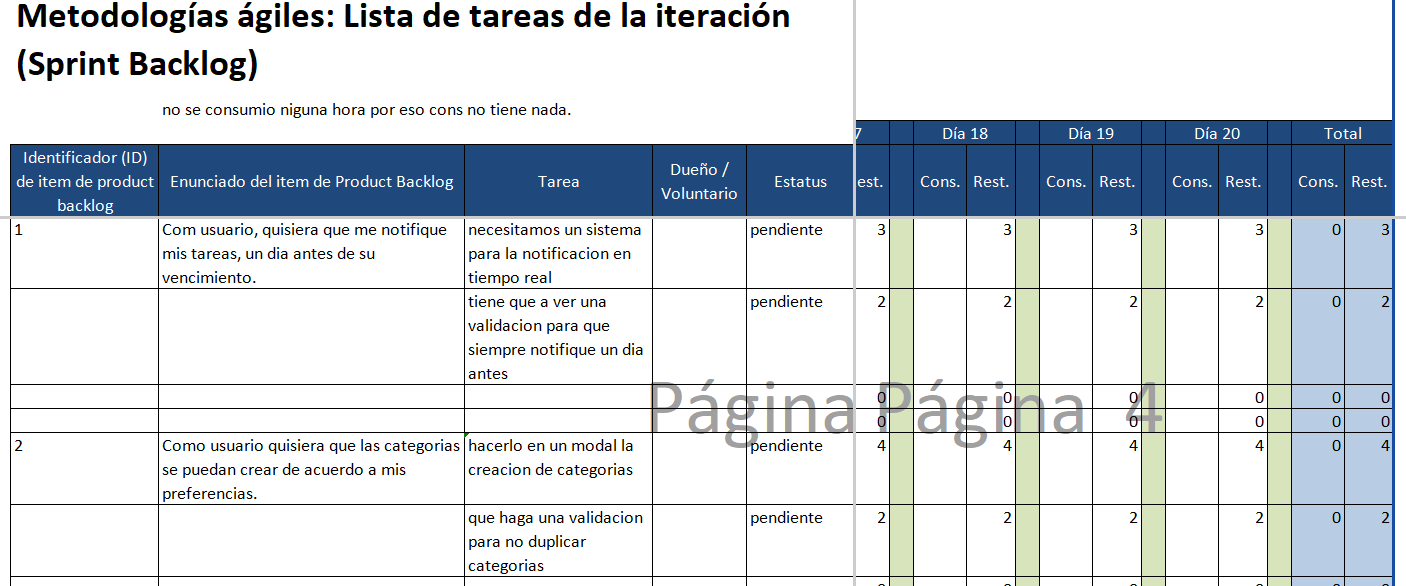 Metodologías ágiles: Lista de tareas de la iteración
(Sprint Backlog)
no se consumio niguna hora por eso cons no tiene nada.
7 Día 18 Día 19 Día 20 Total
Identificador (ID)
de item de product
backlog
Enunciado del item de Product Backlog
Tarea
Dueño /
Voluntario
Estatus
est. Cons. Rest. Cons. Rest. Cons. Rest. Cons. Rest.
1
Com usuario, quisiera que me notifique
mis tareas, un dia antes de su
vencimiento.
necesitamos un sistema
para la notificacion en
tiempo real
pendiente
3 3 3 3 0 3
tiene que a ver una
validacion para que
siempre notifique un dia
antes
pendiente
2 2 2 2 0 2
0 0 0 0 0 0
0 0 0 0 0 0
Página Página 4
2
Como usuario quisiera que las categorias
se puedan crear de acuerdo a mis
preferencias.
hacerlo en un modal la
creacion de categorias
pendiente
4 4 4 4 0 4
que haga una validacion
para no duplicar
categorias
pendiente
2 2 2 2 0 2